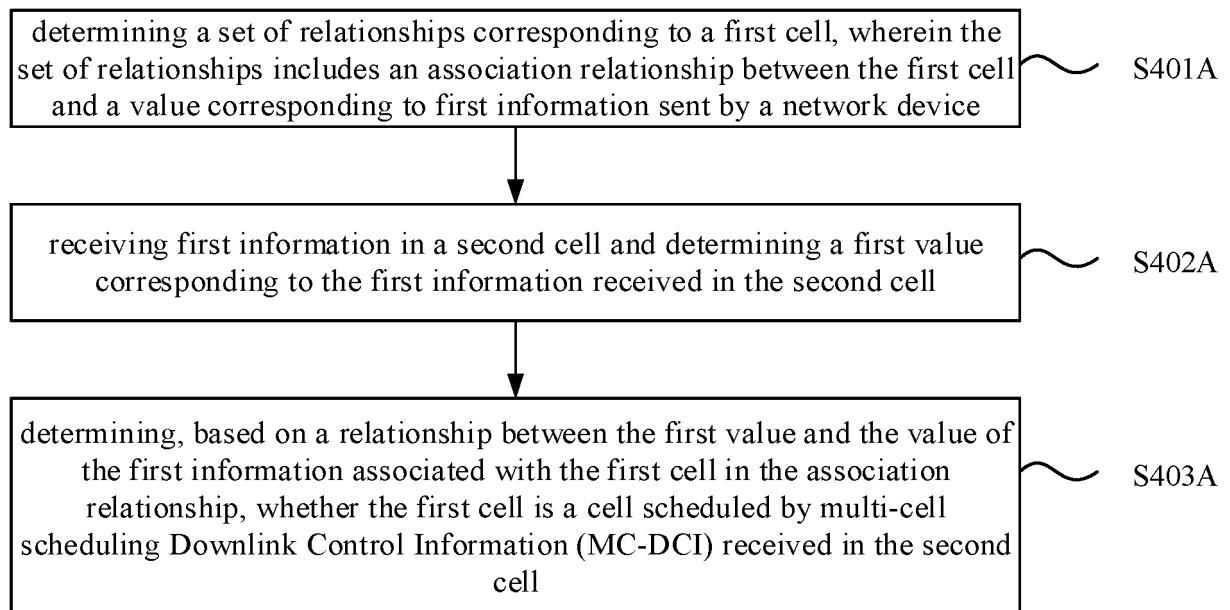 determining a set of relationships corresponding to a first cell, wherein the
set of relationships includes an association relationship between the first cell
and a value corresponding to first information sent by a network device
S401A
receiving first information in a second cell and determining a first value
corresponding to the first information received in the second cell
S402A
determining, based on a relationship between the first value and the value of
the first information associated with the first cell in the association
relationship, whether the first cell is a cell scheduled by multi-cell
scheduling Downlink Control Information (MC-DCI) received in the second
cell
S403A